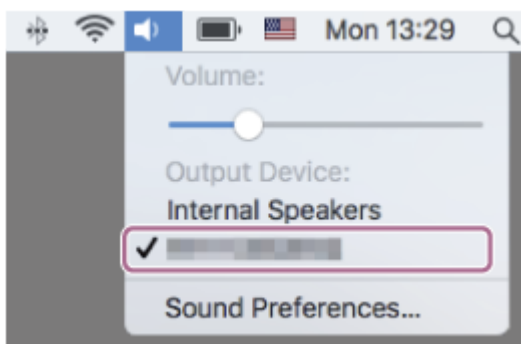 Mon 13:29
Volume:
Output Device:
Internal Speakers
Sound Preferences...